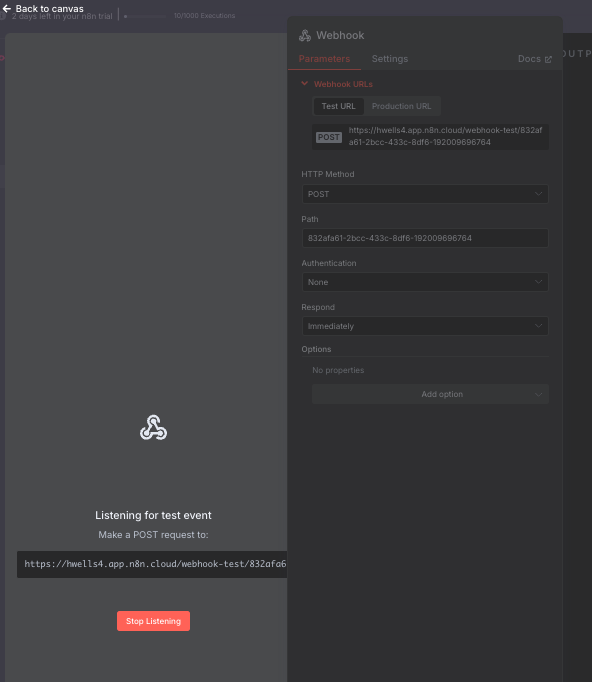 Back to canvas
2 days left in your n8n trial
10/1000 Executions
Webhook
Parameters
Settings
Docs
OUTP
Webhook URLs
Test URL
Production URL
POST
https://hwells4.app.n8n.cloud/webhook-test/832af
a61-2bcc-433c-8df6-192009696764
HTTP Method
POST
Path
832afa61-2bcc-433c-8df6-192009696764
Authentication
None
Respond
Immediately
Options
No properties
Add option
Listening for test event
Make a POST request to:
https://hwells4.app.n8n.cloud/webhook-test/832afa6
Stop Listening